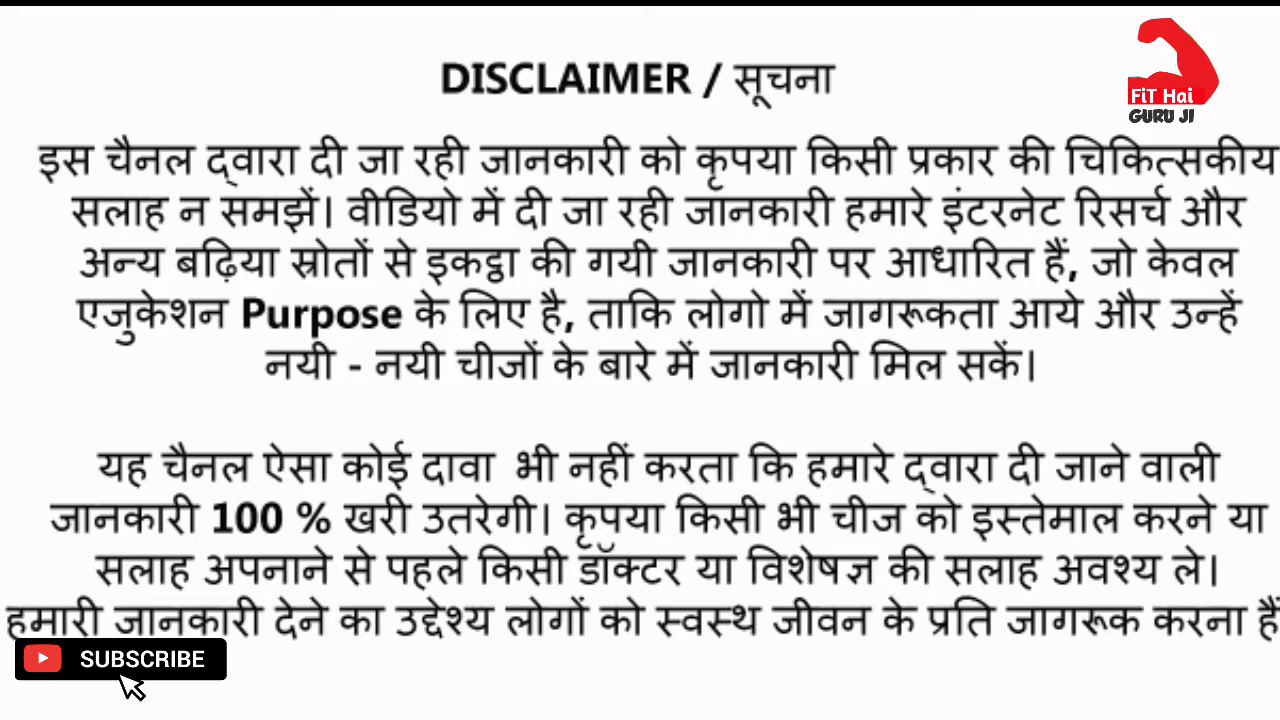 FiT Hai
GURU JI
DISCLAIMER / सूचना
इस चैनल द्वारा दी जा रही जानकारी को कृपया किसी प्रकार की चिकित्सकीय
सलाह न समझें। वीडियो में दी जा रही जानकारी हमारे इंटरनेट रिसर्च और
अन्य बढ़िया स्रोतों से इकट्ठा की गयी जानकारी पर आधारित हैं, जो केवल
एजुकेशन Purpose के लिए है, ताकि लोगो में जागरूकता आये और उन्हें
नयी - नयी चीजों के बारे में जानकारी मिल सकें।
यह चैनल ऐसा कोई दावा भी नहीं करता कि हमारे द्वारा दी जाने वाली
जानकारी 100 % खरी उतरेगी। कृपया किसी भी चीज को इस्तेमाल करने या
सलाह अपनाने से पहले किसी डॉक्टर या विशेषज्ञ की सलाह अवश्य ले।
हमारी जानकारी देने का उद्देश्य लोगों को स्वस्थ जीवन के प्रति जागरूक करना हैं
SUBSCRIBE